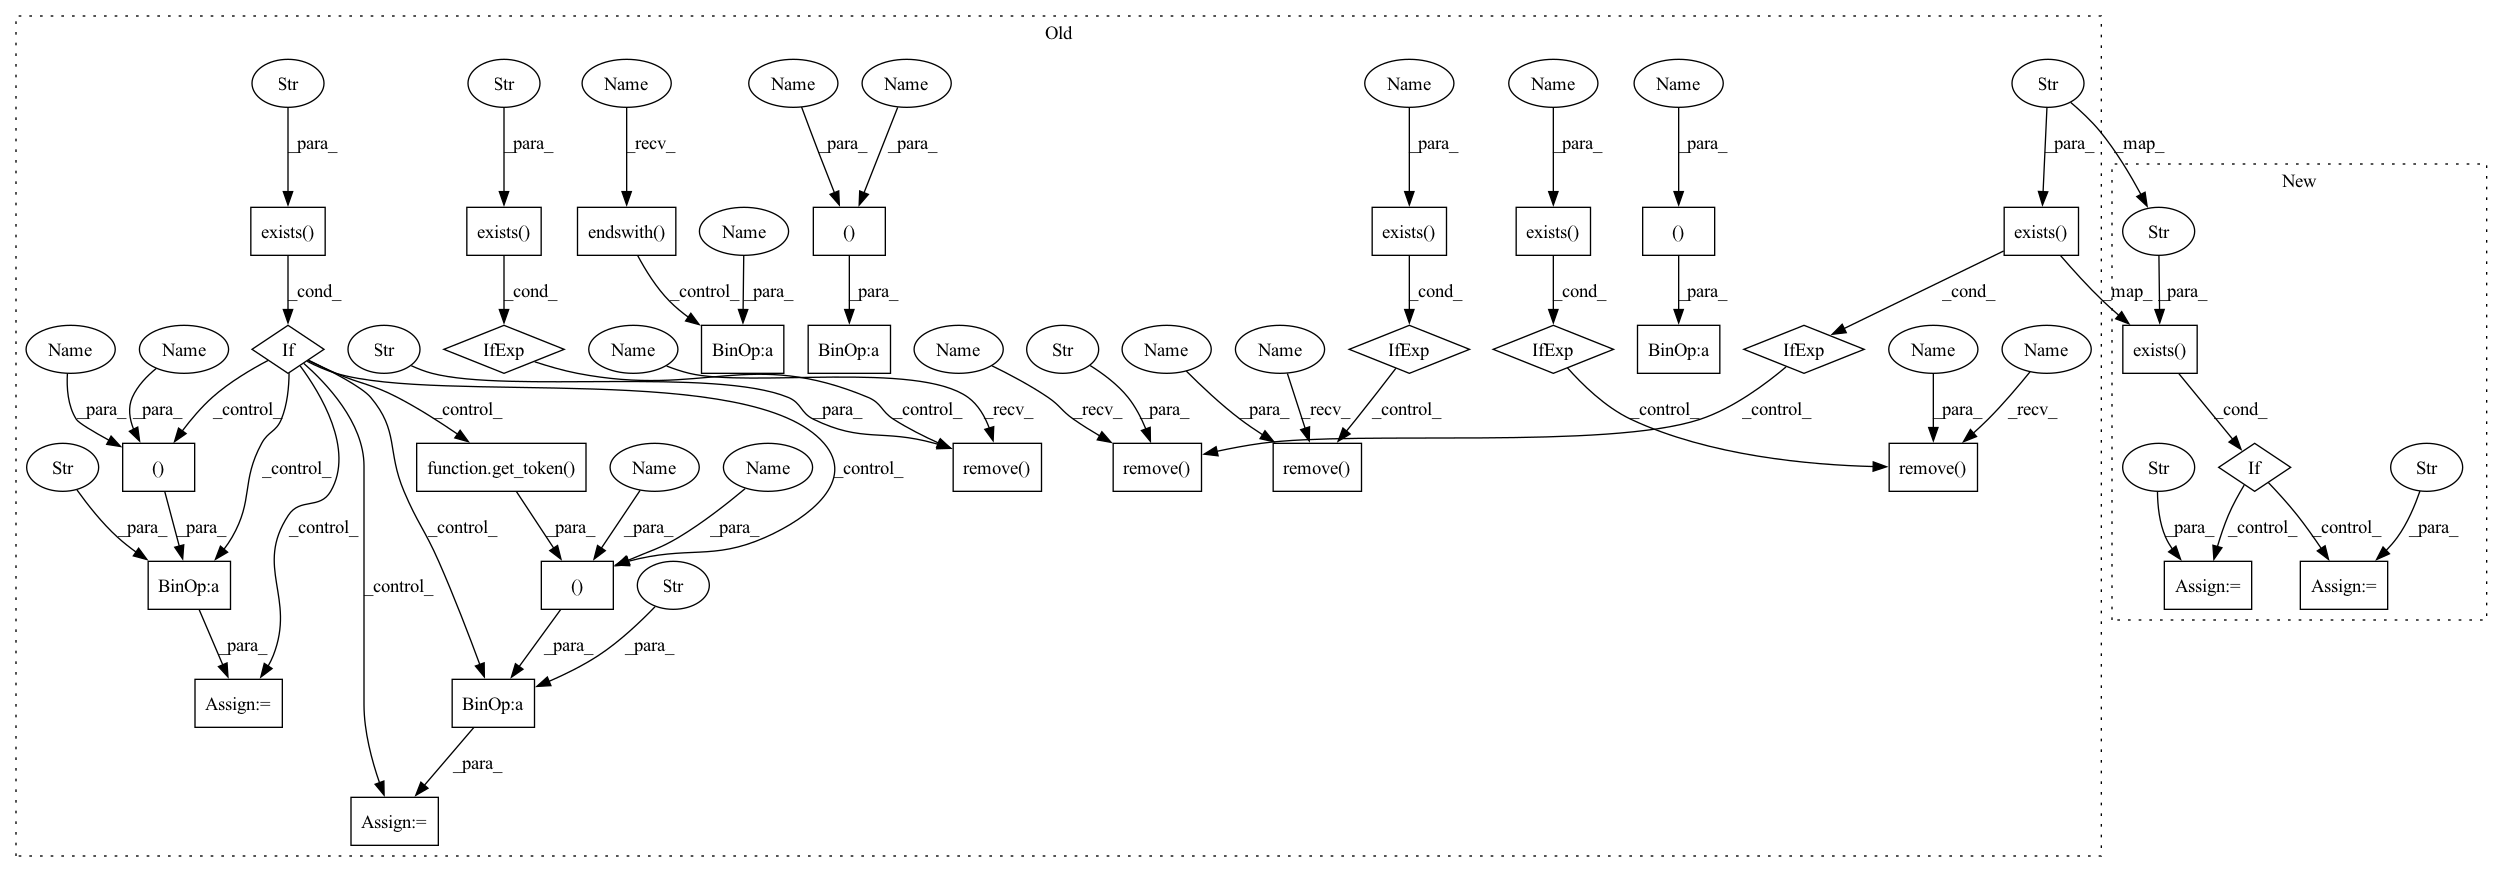 Old
Str
Str
Name
Name
Name
Name
Name
Name
Str
_para_
_para_
_recv_
_para_
_para_
_para_
_para_
_para_
_para_
_map_
New
exists()
exists()
endswith()
Name
()
exists()
exists()
()
exists()
Str
_cond_
_cond_
_control_
_para_
_para_
_cond_
_cond_
_para_
_cond_
_map_
_para_
Name
Name
If
Str
IfExp
Name
BinOp:a
BinOp:a
Name
Str
Name
Name
IfExp
IfExp
BinOp:a
IfExp
Name
Name
exists()
_para_
_para_
_control_
_control_
_para_
_control_
_recv_
_recv_
_para_
_para_
_recv_
_control_
_control_
_control_
_para_
_recv_
_cond_
Str
()
_control_
function.get_token()
Name
Name
_control_
remove()
remove()
remove()
remove()
Str
If
Str
_para_
_para_
_control_
_control_
_para_
_para_
_para_
_para_
_control_
_control_
_para_
BinOp:a
_control_
()
Str
Assign:=
Assign:=
_para_
_para_
_para_
Assign:=
BinOp:a
_para_
Assign:=